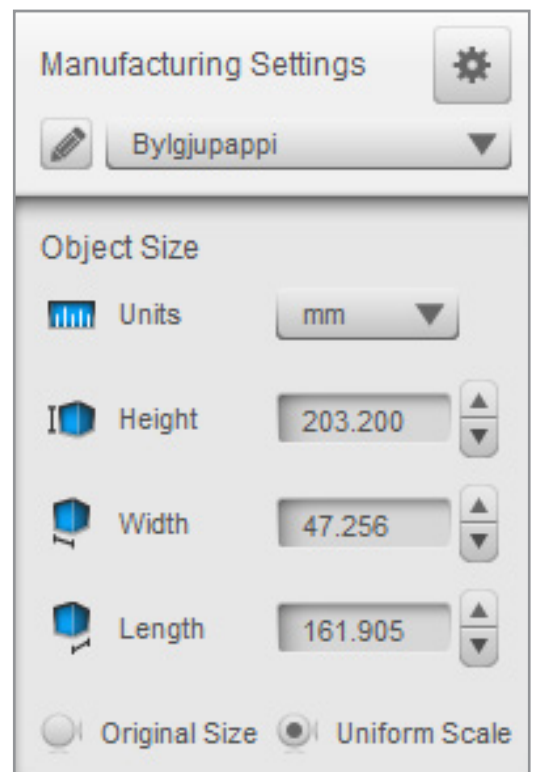 Manufacturing Settings
Bylgjupappi
Object Size
Units mm
Height 203.200
Width 47.256
Length 161.905
Original Size Uniform Scale